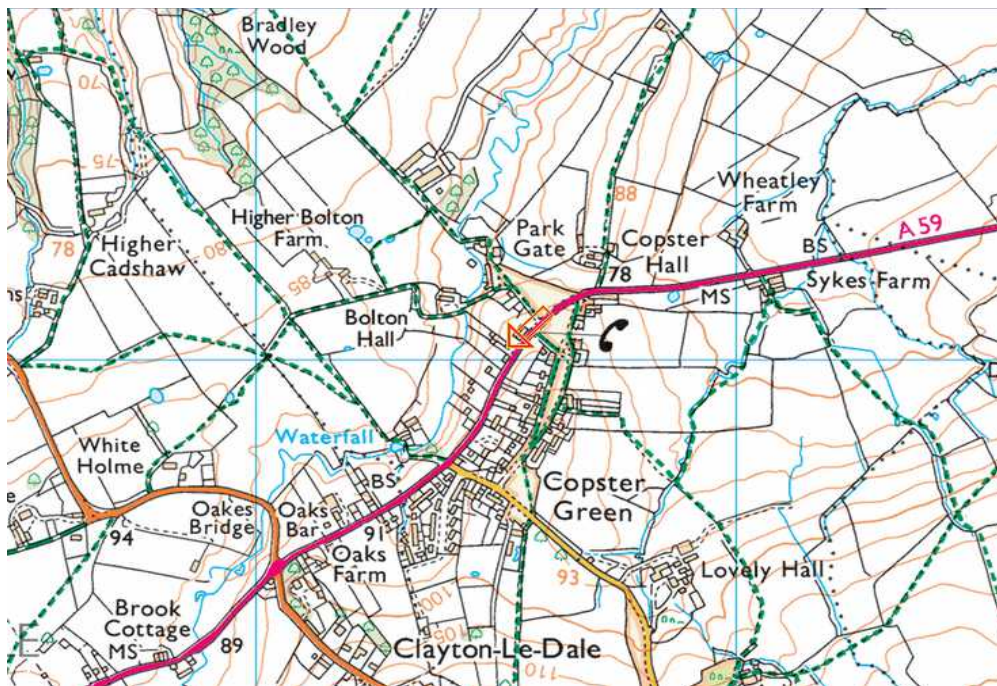 Bradley
Wood
70
75
88
Wheatley
Farm
A 59
BS
Park
Gate
Copster
Hall
78
Higher Bolton
Farm
80
85
78
Higher
Cadshaw
MS
Sykes Farm
Bolton
Hall
White
Holme
Waterfall
BS
Copster
Green
Oakes
Bridge
Oaks
Bar
91
Oaks
Farm
94
93
Lovely Hall
100
105
110
Brook
Cottage
MS
89
Clayton-Le-Dale
E